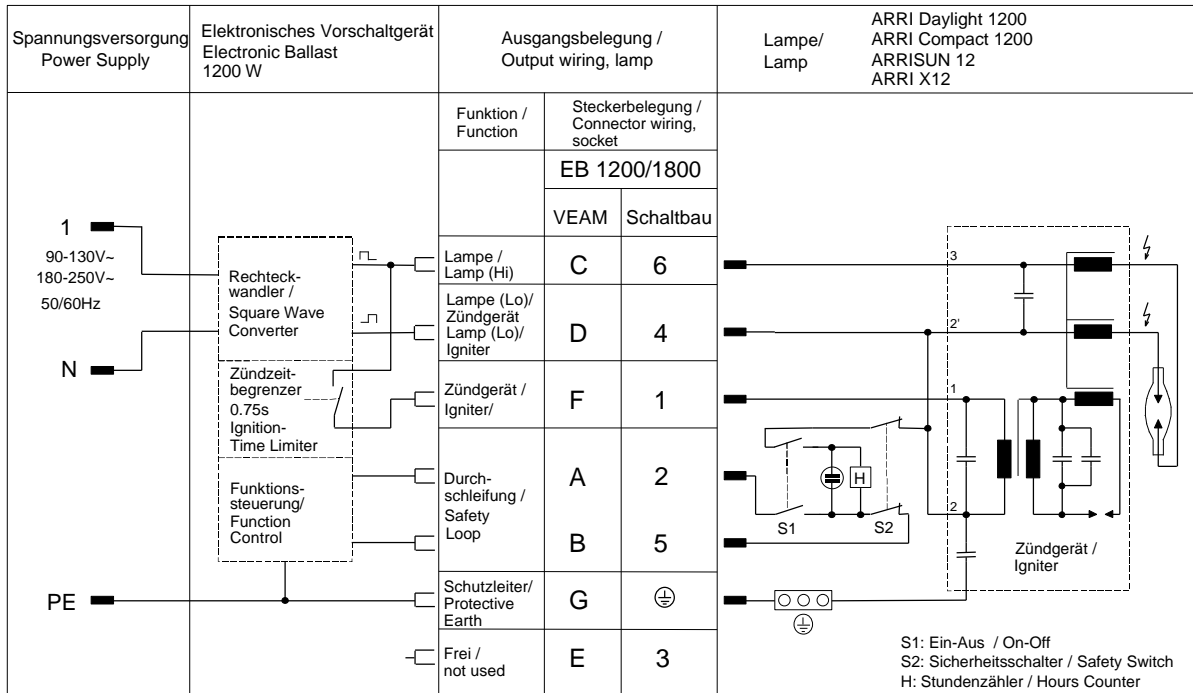 Spannungsversorgung
Power Supply
Elektronisches Vorschaltgerät
Electronic Ballast
1200 W
Ausgangsbelegung /
Output wiring, lamp
Lampe/
Lamp
ARRI Daylight 1200
ARRI Compact 1200
ARRISUN 12
ARRI X12
Funktion /
Function
Steckerbelegung /
Connector wiring,
socket
EB 1200/1800
VEAM
Schaltbau
1
90-130V~
180-250V~
50/60Hz
N
PE
Rechteck-
wandler /
Square Wave
Converter
Zündzeit-
begrenzer
0.75s
Ignition-
Time Limiter
Funktions-
steuerung/
Function
Control
Lampe /
Lamp (Hi)
C
6
Lampe (Lo)/
Zündgerät
Lamp (Lo)/
Igniter
D
4
Zündgerät /
Igniter/
F
1
Durch-
schleifung /
Safety
Loop
A
2
B
5
Schutzleiter/
Protective
Earth
G
Frei /
not used
E
3
3
2'
1
2
H
S1
S2
Zündgerät /
Igniter
S1: Ein-Aus / On-Off
S2: Sicherheitsschalter / Safety Switch
H: Stundenzähler / Hours Counter